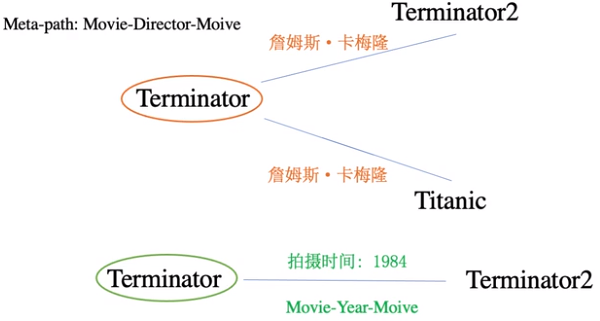 Terminator2
Meta-path: Movie-Director-Moive
詹姆斯·卡梅隆
Terminator
詹姆斯·卡梅隆
Titanic
拍摄时间: 1984
Terminator
Terminator2
Movie-Year-Moive